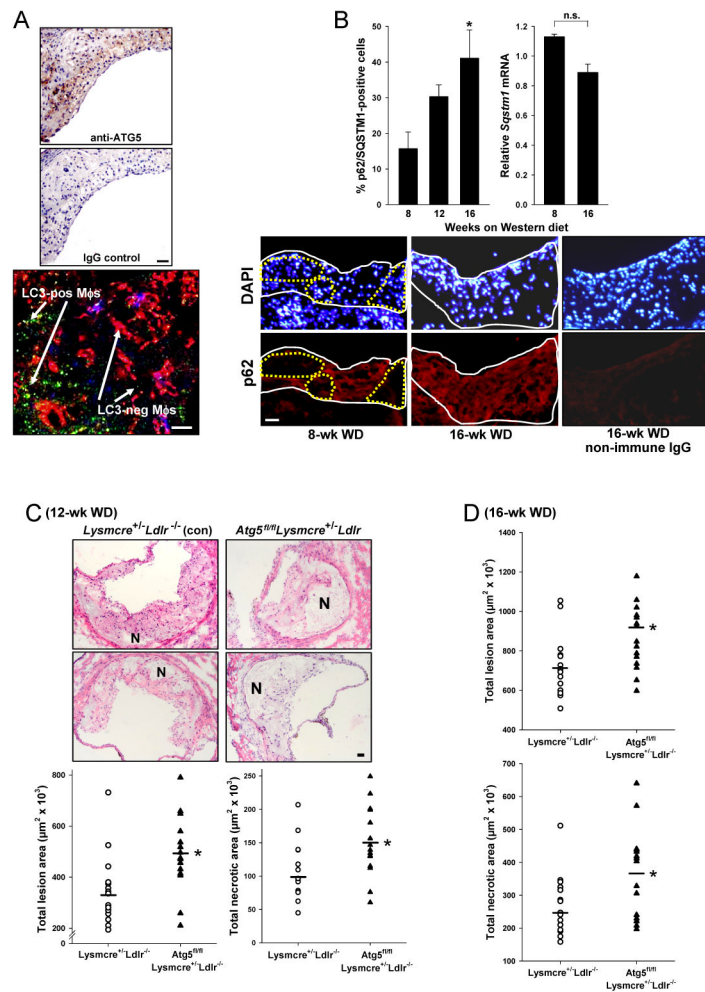 A
anti-ATG5
IgG control
LC3-pos Mϕs
LC3-neg Mϕs
B
% p62/SQSTM1-positive cells
50
40
30
20
10
0
*
8 12 16
Relative Sqstm1 mRNA
n.s.
1.2
1.0
0.8
0.6
0.4
0.2
0.0
8 16
Weeks on Western diet
DAPI
p62
8-wk WD
16-wk WD
16-wk WD
non-immune IgG
C (12-wk WD)
Lysmcre+/-Ldlr -/- (con)
Atg5fl/flLysmcre+/-Ldlr
N
N
N
N
Total lesion area (µm² x 10³)
800
600
400
200
0
*
Lysmcre+/-Ldlr-/-
Atg5fl/fl
Lysmcre+/-Ldlr-/-
Total necrotic area (µm² x 10³)
250
200
150
100
50
0
*
Lysmcre+/-Ldlr-/-
Atg5fl/fl
Lysmcre+/-Ldlr-/-
D (16-wk WD)
Total lesion area (µm² x 10³)
1400
1200
1000
800
600
400
*
Lysmcre+/-Ldlr-/-
Atg5fl/fl
Lysmcre+/-Ldlr-/-
Total necrotic area (µm² x 10³)
700
600
500
400
300
200
100
*
Lysmcre+/-Ldlr-/-
Atg5fl/fl
Lysmcre+/-Ldlr-/-